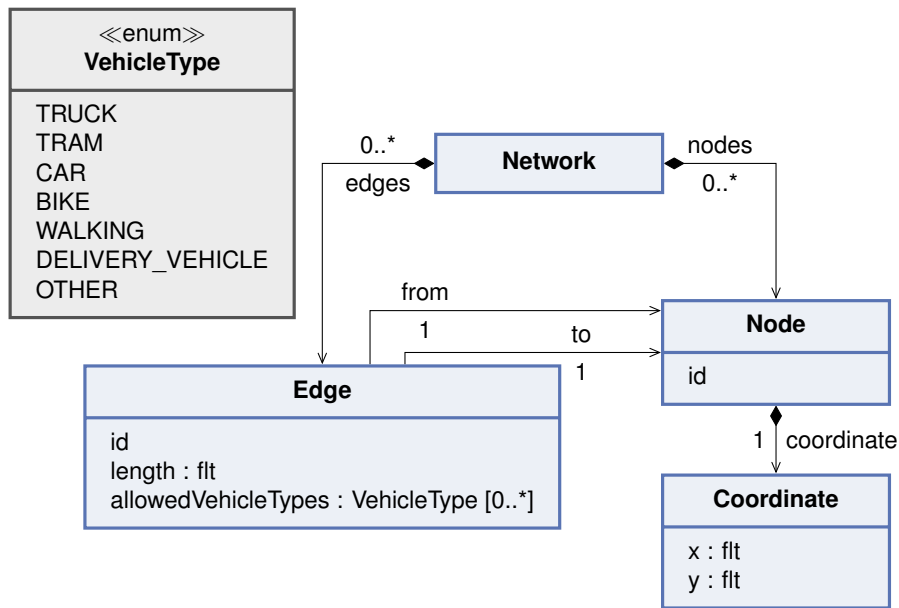 ≪enum≫
VehicleType
TRUCK
TRAM
CAR
BIKE
WALKING
DELIVERY_VEHICLE
OTHER
0..*
edges
Network
nodes
0..*
from
1
to
1
Node
id
Edge
id
length : flt
allowedVehicleTypes : VehicleType [0..*]
1 coordinate
Coordinate
x : flt
y : flt